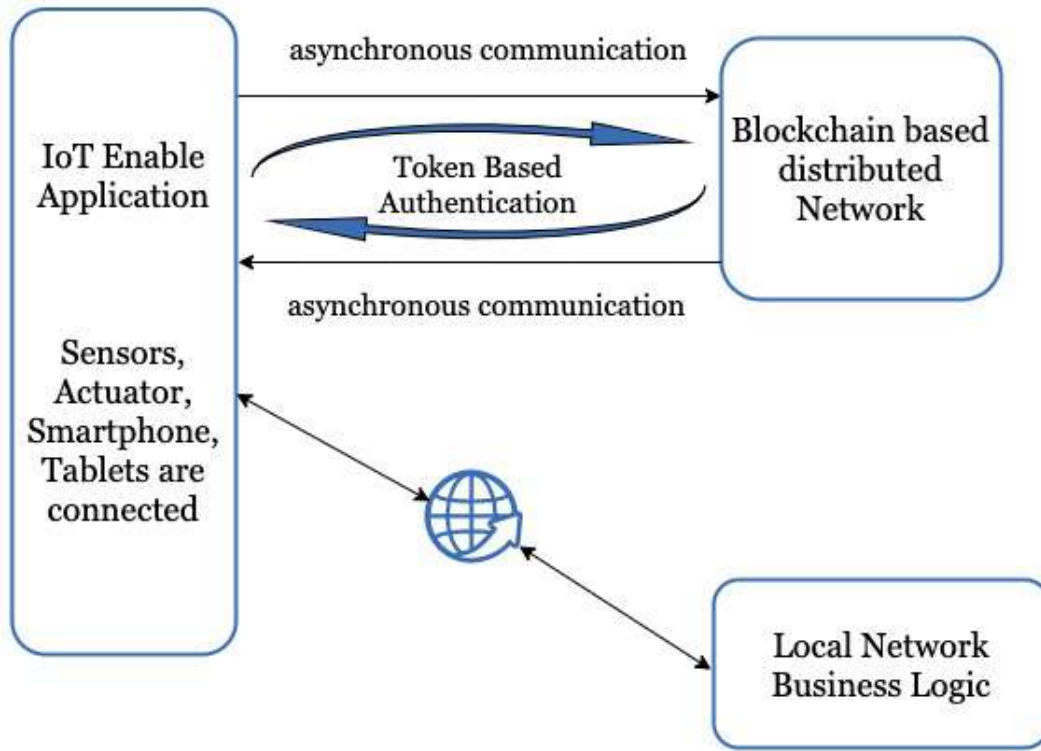 asynchronous communication
IoT Enable
Application
Token Based
Authentication
Blockchain based
distributed
Network
asynchronous communication
Sensors,
Actuator,
Smartphone,
Tablets are
connected
Local Network
Business Logic